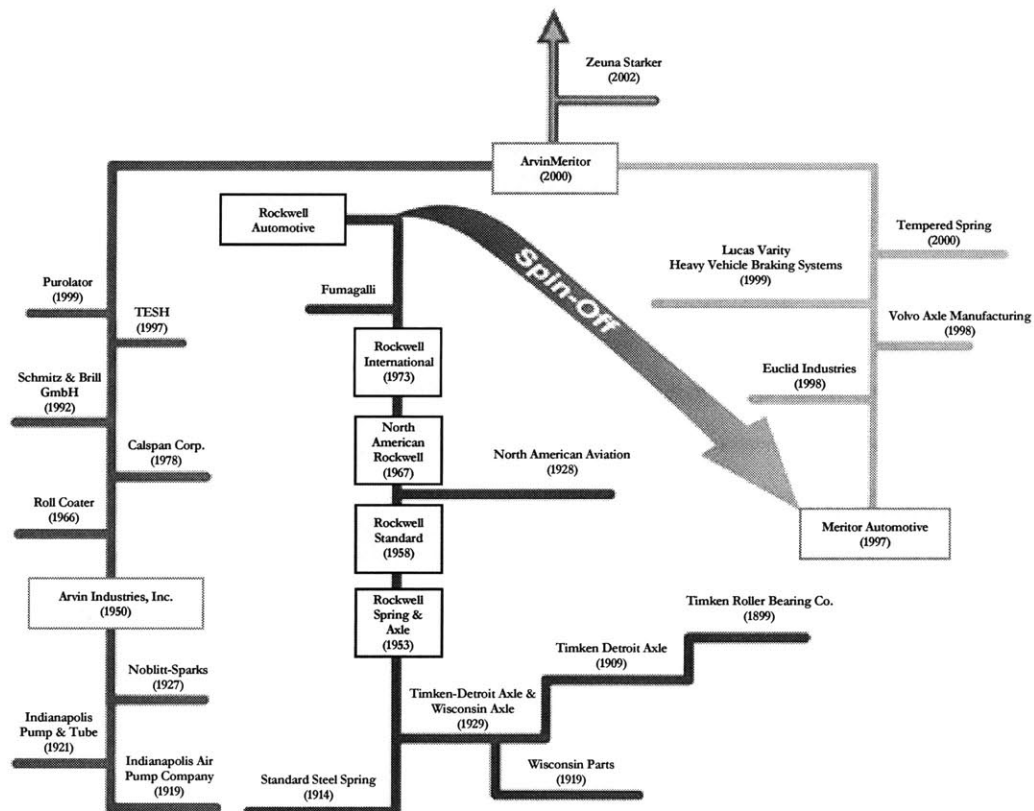 Zeuna Starker
(2002)
ArvinMeritor
(2000)
Rockwell
Automotive
Spin-Off
Tempered Spring
(2000)
Lucas Varity
Heavy Vehicle Braking Systems
(1999)
Purolator
(1999)
Fumagalli
TESH
(1997)
Volvo Axle Manufacturing
(1998)
Rockwell
International
(1973)
Euclid Industries
(1998)
Schmitz & Brill
GmbH
(1992)
North
American
Rockwell
(1967)
Calspan Corp.
(1978)
North American Aviation
(1928)
Roll Coater
(1966)
Rockwell
Standard
(1958)
Meritor Automotive
(1997)
Arvin Industries, Inc.
(1950)
Rockwell
Spring &
Axle
(1953)
Timken Roller Bearing Co.
(1899)
Timken Detroit Axle
(1909)
Noblitt-Sparks
(1927)
Timken-Detroit Axle &
Wisconsin Axle
(1929)
Indianapolis
Pump & Tube
(1921)
Indianapolis Air
Pump Company
(1919)
Standard Steel Spring
(1914)
Wisconsin Parts
(1919)